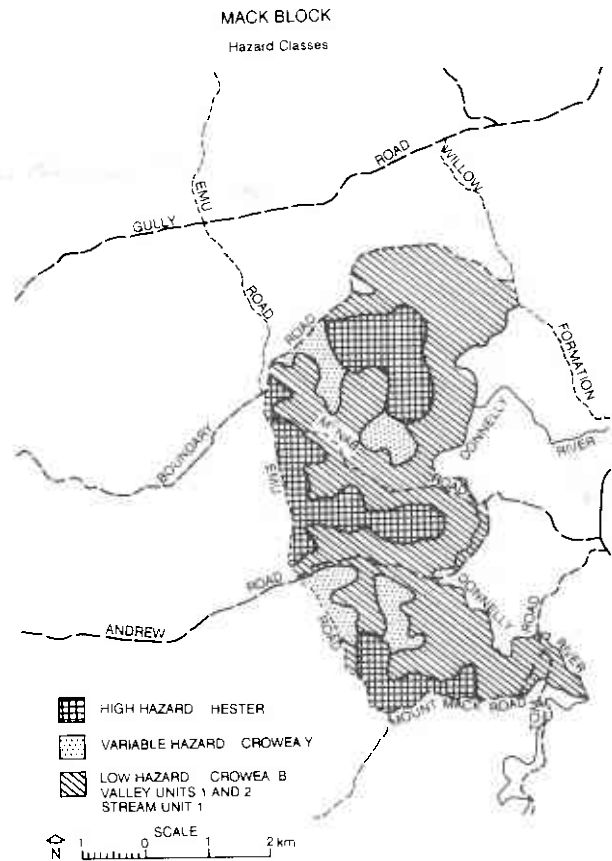 MACK BLOCK
Hazard Classes
ROAD
WILLOW
EMU
GULLY
ROAD
FORMATION
ROAD
DONNELLY
RIVER
BOUNDARY
EMU
ROAD
ROAD
DONNELLY
ROAD
ANDREW
ROAD
RIVER
MOUNT MACK ROAD
HIGH HAZARD HESTER
VARIABLE HAZARD CROWEA Y
LOW HAZARD CROWEA B
VALLEY UNITS 1 AND 2
STREAM UNIT 1
SCALE
N
1 0 1 2 km